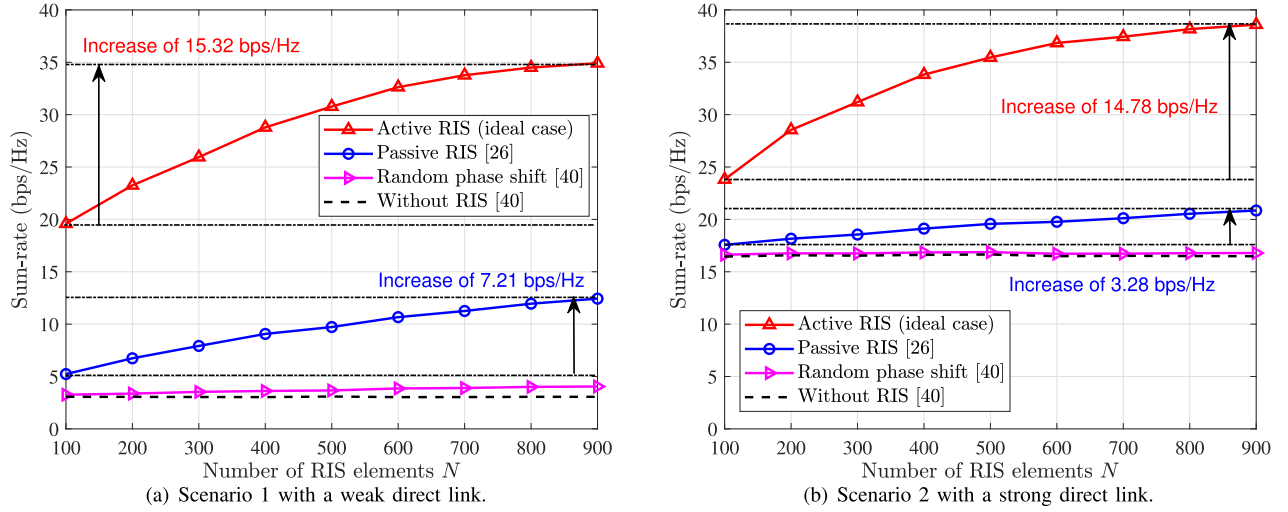 40
35
30
25
20
15
10
5
0
Sum-rate (bps/Hz)
Increase of 15.32 bps/Hz
Active RIS (ideal case)
Passive RIS [26]
Random phase shift [40]
Without RIS [40]
Increase of 7.21 bps/Hz
100 200 300 400 500 600 700 800 900
Number of RIS elements N
(a) Scenario 1 with a weak direct link.
40
35
30
25
20
15
10
5
0
Sum-rate (bps/Hz)
Increase of 14.78 bps/Hz
Increase of 3.28 bps/Hz
Active RIS (ideal case)
Passive RIS [26]
Random phase shift [40]
Without RIS [40]
100 200 300 400 500 600 700 800 900
Number of RIS elements N
(b) Scenario 2 with a strong direct link.